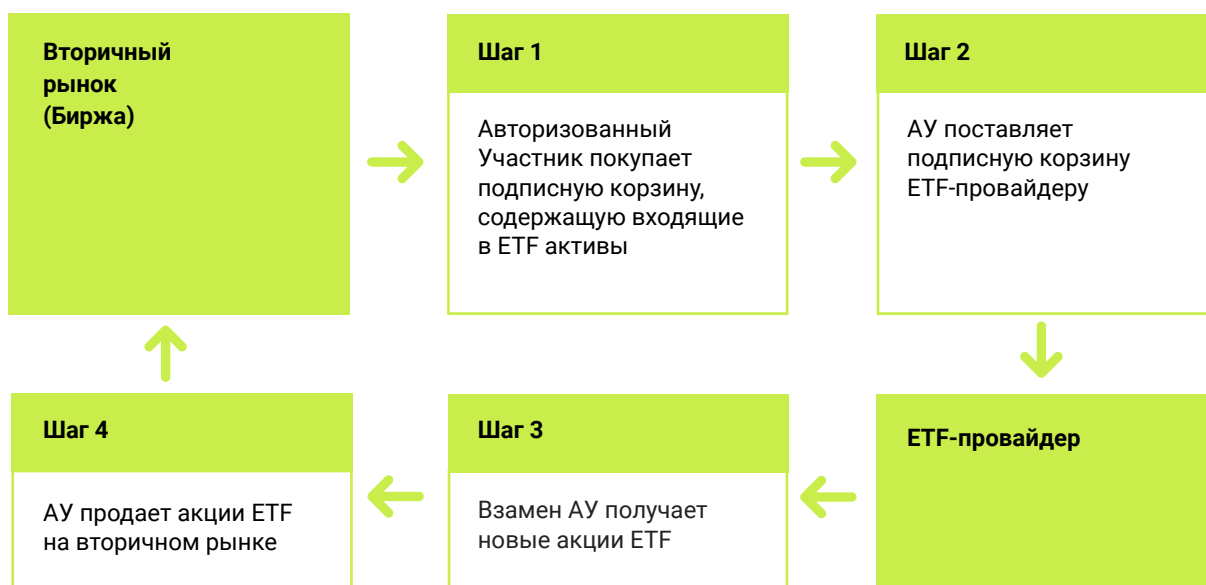 Вторичный
рынок
(Биржа)
Шаг 1
Авторизованный
Участник покупает
подписную корзину,
содержащую входящие
в ETF активы
Шаг 2
АУ поставляет
подписную корзину
ETF-провайдеру
ETF-провайдер
Шаг 3
Взамен АУ получает
новые акции ETF
Шаг 4
АУ продает акции ETF
на вторичном рынке